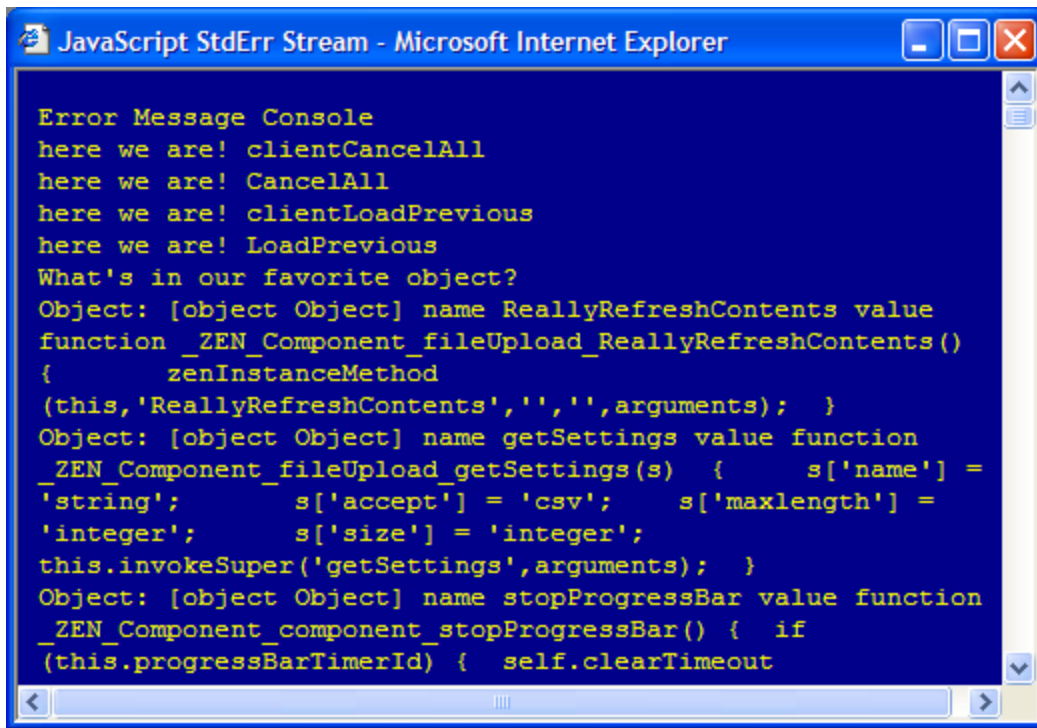 JavaScript StdErr Stream - Microsoft Internet Explorer
Error Message Console
here we are! clientCancelAll
here we are! CancelAll
here we are! clientLoadPrevious
here we are! LoadPrevious
What's in our favorite object?
Object: [object Object] name ReallyRefreshContents value
function _ZEN_Component_fileUpload_ReallyRefreshContents()
{       zenInstanceMethod
(this,'ReallyRefreshContents','','',arguments);  }
Object: [object Object] name getSettings value function
_ZEN_Component_fileUpload_getSettings(s)  {     s['name'] =
'string';       s['accept'] = 'csv';    s['maxlength'] =
'integer';      s['size'] = 'integer';
this.invokeSuper('getSettings',arguments);  }
Object: [object Object] name stopProgressBar value function
_ZEN_Component_component_stopProgressBar() {  if
(this.progressBarTimerId) {  self.clearTimeout